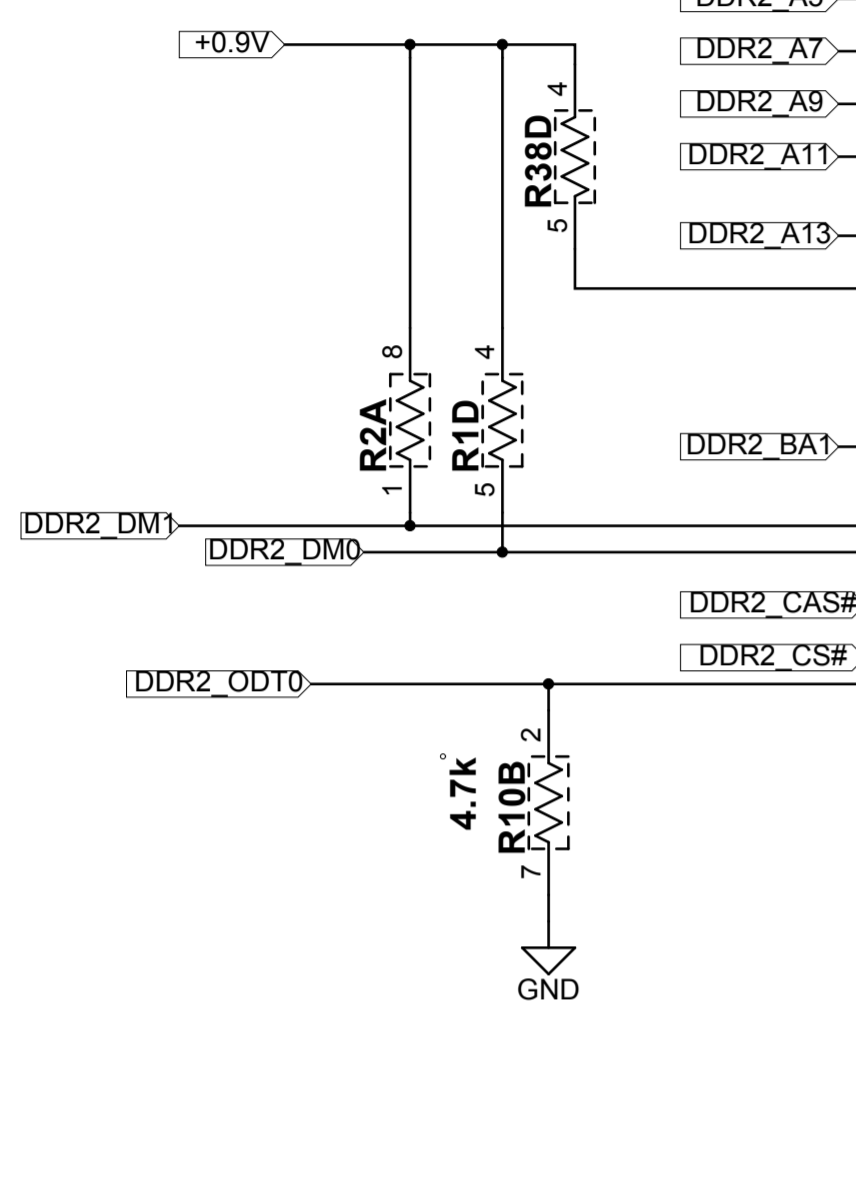 DDR2_A5
+0.9V
DDR2_A7
4
DDR2_A9
R38D
DDR2_A11
5
DDR2_A13
8
4
R2A
R1D
DDR2_BA1
1
5
DDR2_DM1
DDR2_DM0
DDR2_CAS#
DDR2_CS#
DDR2_ODT0
2
4.7k
R10B
7
GND